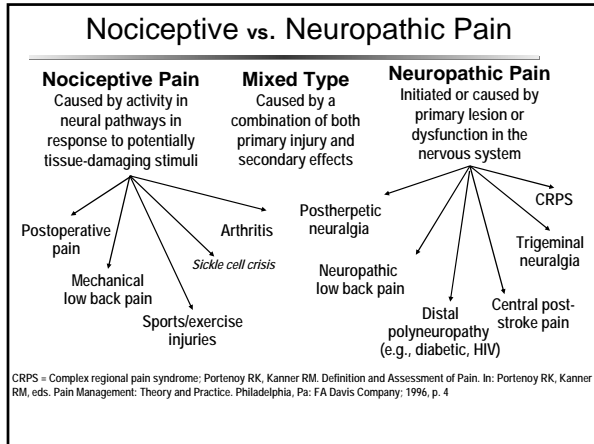 Nociceptive vs. Neuropathic Pain
Nociceptive Pain
Caused by activity in
neural pathways in
response to potentially
tissue-damaging stimuli
Mixed Type
Caused by a
combination of both
primary injury and
secondary effects
Neuropathic Pain
Initiated or caused by
primary lesion or
dysfunction in the
nervous system
Postoperative
pain
Mechanical
low back pain
Sports/exercise
injuries
Sickle cell crisis
Arthritis
Postherpetic
neuralgia
Neuropathic
low back pain
Distal
polyneuropathy
(e.g., diabetic, HIV)
Central post-
stroke pain
Trigeminal
neuralgia
CRPS
CRPS = Complex regional pain syndrome; Portenoy RK, Kanner RM. Definition and Assessment of Pain. In: Portenoy RK, Kanner
RM, eds. Pain Management: Theory and Practice. Philadelphia, Pa: FA Davis Company; 1996, p. 4